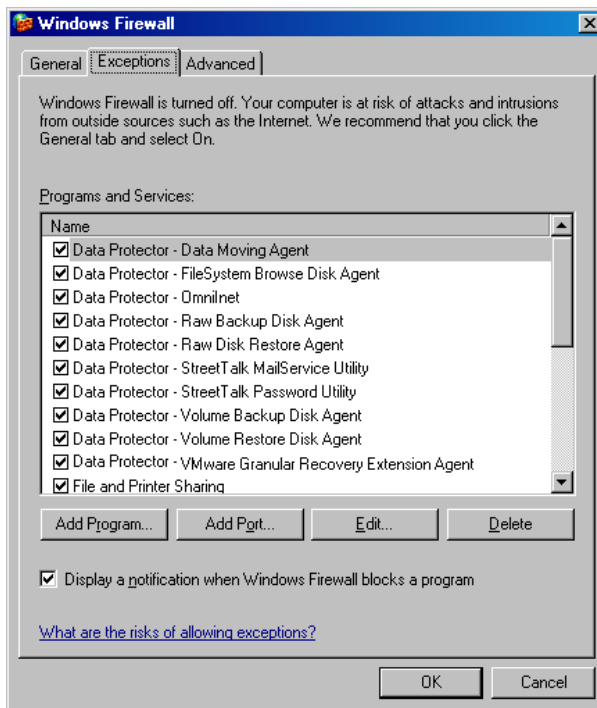 Windows Firewall
General Exceptions Advanced
Windows Firewall is turned off. Your computer is at risk of attacks and intrusions
from outside sources such as the Internet. We recommend that you click the
General tab and select On.
Programs and Services:
Name
Data Protector - Data Moving Agent
Data Protector - FileSystem Browse Disk Agent
Data Protector - OmniInet
Data Protector - Raw Backup Disk Agent
Data Protector - Raw Disk Restore Agent
Data Protector - StreetTalk MailService Utility
Data Protector - StreetTalk Password Utility
Data Protector - Volume Backup Disk Agent
Data Protector - Volume Restore Disk Agent
Data Protector - VMware Granular Recovery Extension Agent
File and Printer Sharing
Add Program... Add Port... Edit... Delete
Display a notification when Windows Firewall blocks a program
What are the risks of allowing exceptions?
OK Cancel